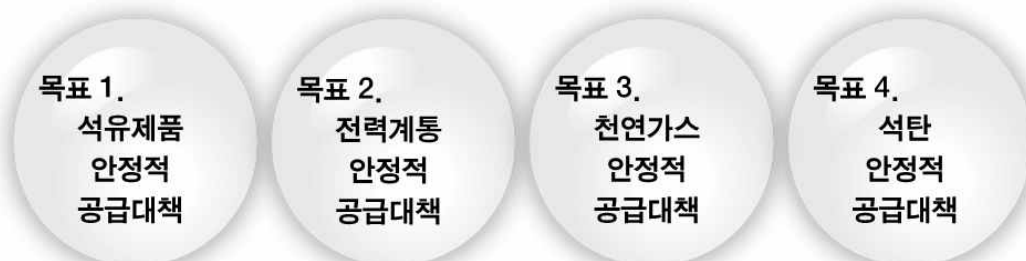 목표 1.
석유제품
안정적
공급대책
목표 2.
전력계통
안정적
공급대책
목표 3.
천연가스
안정적
공급대책
목표 4.
석탄
안정적
공급대책